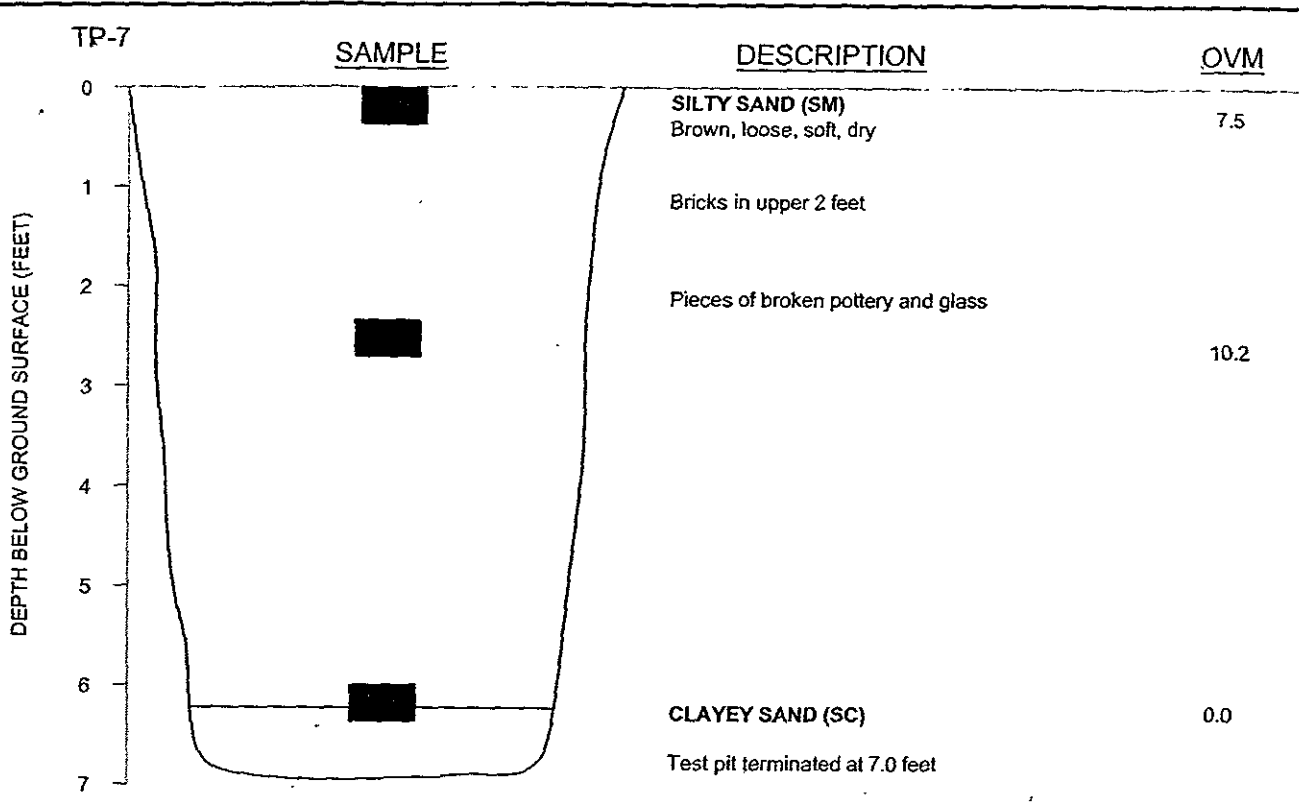 TP-7
SAMPLE
DESCRIPTION
OVM
DEPTH BELOW GROUND SURFACE (FEET)
0
SILTY SAND (SM)
7.5
Brown, loose, soft, dry
1
Bricks in upper 2 feet
2
Pieces of broken pottery and glass
10.2
3
4
5
6
CLAYEY SAND (SC)
0.0
Test pit terminated at 7.0 feet
7